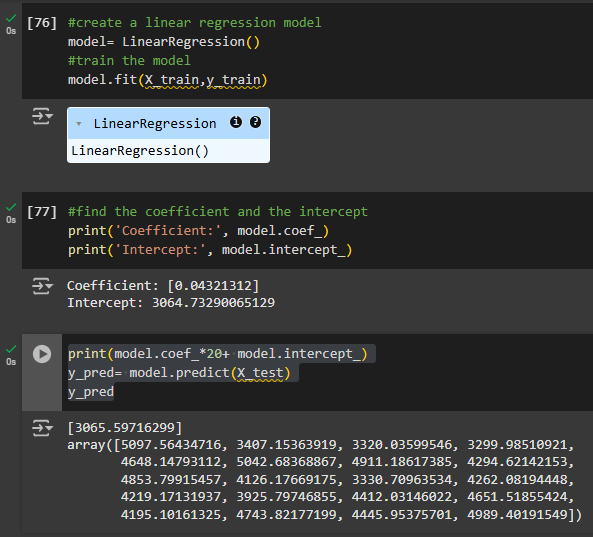 [76] #create a linear regression model
model= LinearRegression()
#train the model
model.fit(X_train,y_train)
0s
LinearRegression i ?
LinearRegression()
[77] #find the coefficient and the intercept
print('Coefficient:', model.coef_)
print('Intercept:', model.intercept_)
0s
Coefficient: [0.04321312]
Intercept: 3064.73290065129
print(model.coef_*20+ model.intercept_)
y_pred= model.predict(X_test)
y_pred
0s
[3065.59716299]
array([5097.56434716, 3407.15363919, 3320.03599546, 3299.98510921,
4648.14793112, 5042.68368867, 4911.18617385, 4294.62142153,
4853.79915457, 4126.17669175, 3330.70963534, 4262.08194448,
4219.17131937, 3925.79746855, 4412.03146022, 4651.51855424,
4195.10161325, 4743.82177199, 4445.95375701, 4989.40191549])